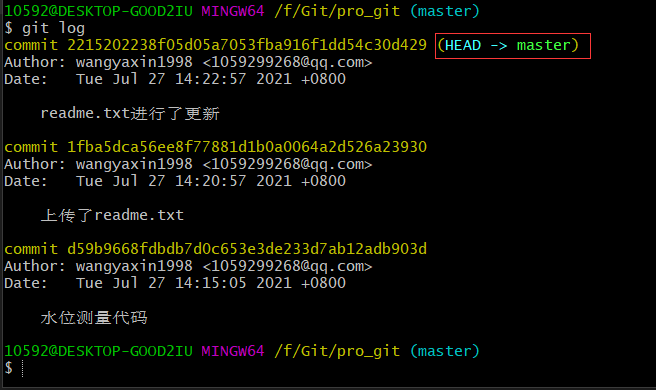 10592@DESKTOP-GOOD2IU MINGW64 /f/Git/pro_git (master)
$ git log
commit 2215202238f05d05a7053fba916f1dd54c30d429 (HEAD -> master)
Author: wangyaxin1998 <1059299268@qq.com>
Date:   Tue Jul 27 14:22:57 2021 +0800
    readme.txt进行了更新
commit 1fba5dca56ee8f77881d1b0a0064a2d526a23930
Author: wangyaxin1998 <1059299268@qq.com>
Date:   Tue Jul 27 14:20:57 2021 +0800
    上传了readme.txt
commit d59b9668fdbdb7d0c653e3de233d7ab12adb903d
Author: wangyaxin1998 <1059299268@qq.com>
Date:   Tue Jul 27 14:15:05 2021 +0800
    水位测量代码
10592@DESKTOP-GOOD2IU MINGW64 /f/Git/pro_git (master)
$